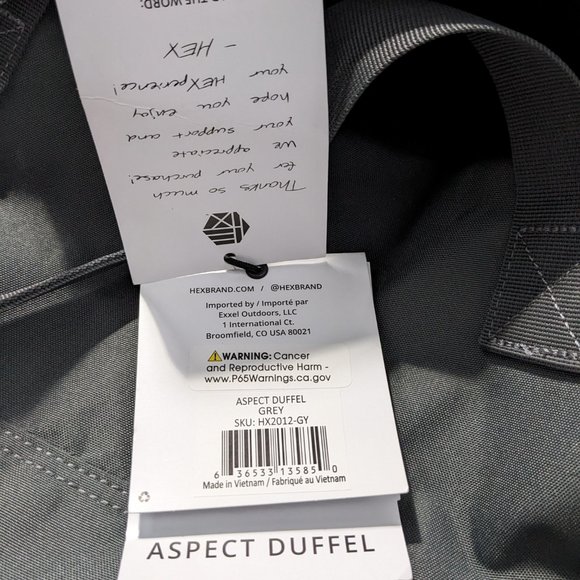 SPREAD THE WORD:
Thanks so much
for your purchase!
We appreciate
your support and
hope you enjoy
your HEXperience!
- HEX
HEXBRAND.COM / @HEXBRAND
Imported by / Importé par
Exxel Outdoors, LLC
1 International Ct.
Broomfield, CO USA 80021
WARNING: Cancer
and Reproductive Harm -
www.P65Warnings.ca.gov
ASPECT DUFFEL
GREY
SKU: HX2012-GY
6 36533 13585 0
Made in Vietnam / Fabriqué au Vietnam
ASPECT DUFFEL